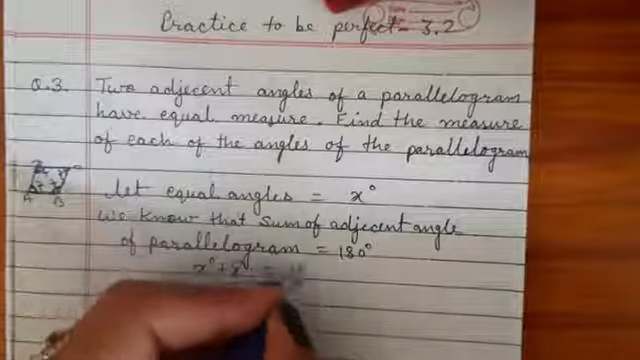 Practice to be perfect - 3.2
Q.3. Two adjecent angles of a parallelogram
have equal measure. Find the measure
of each of the angles of the parallelogram
Let equal angles = x°
We know that sum of adjecent angle
of parallelogram = 180°
x° + x° =
A B